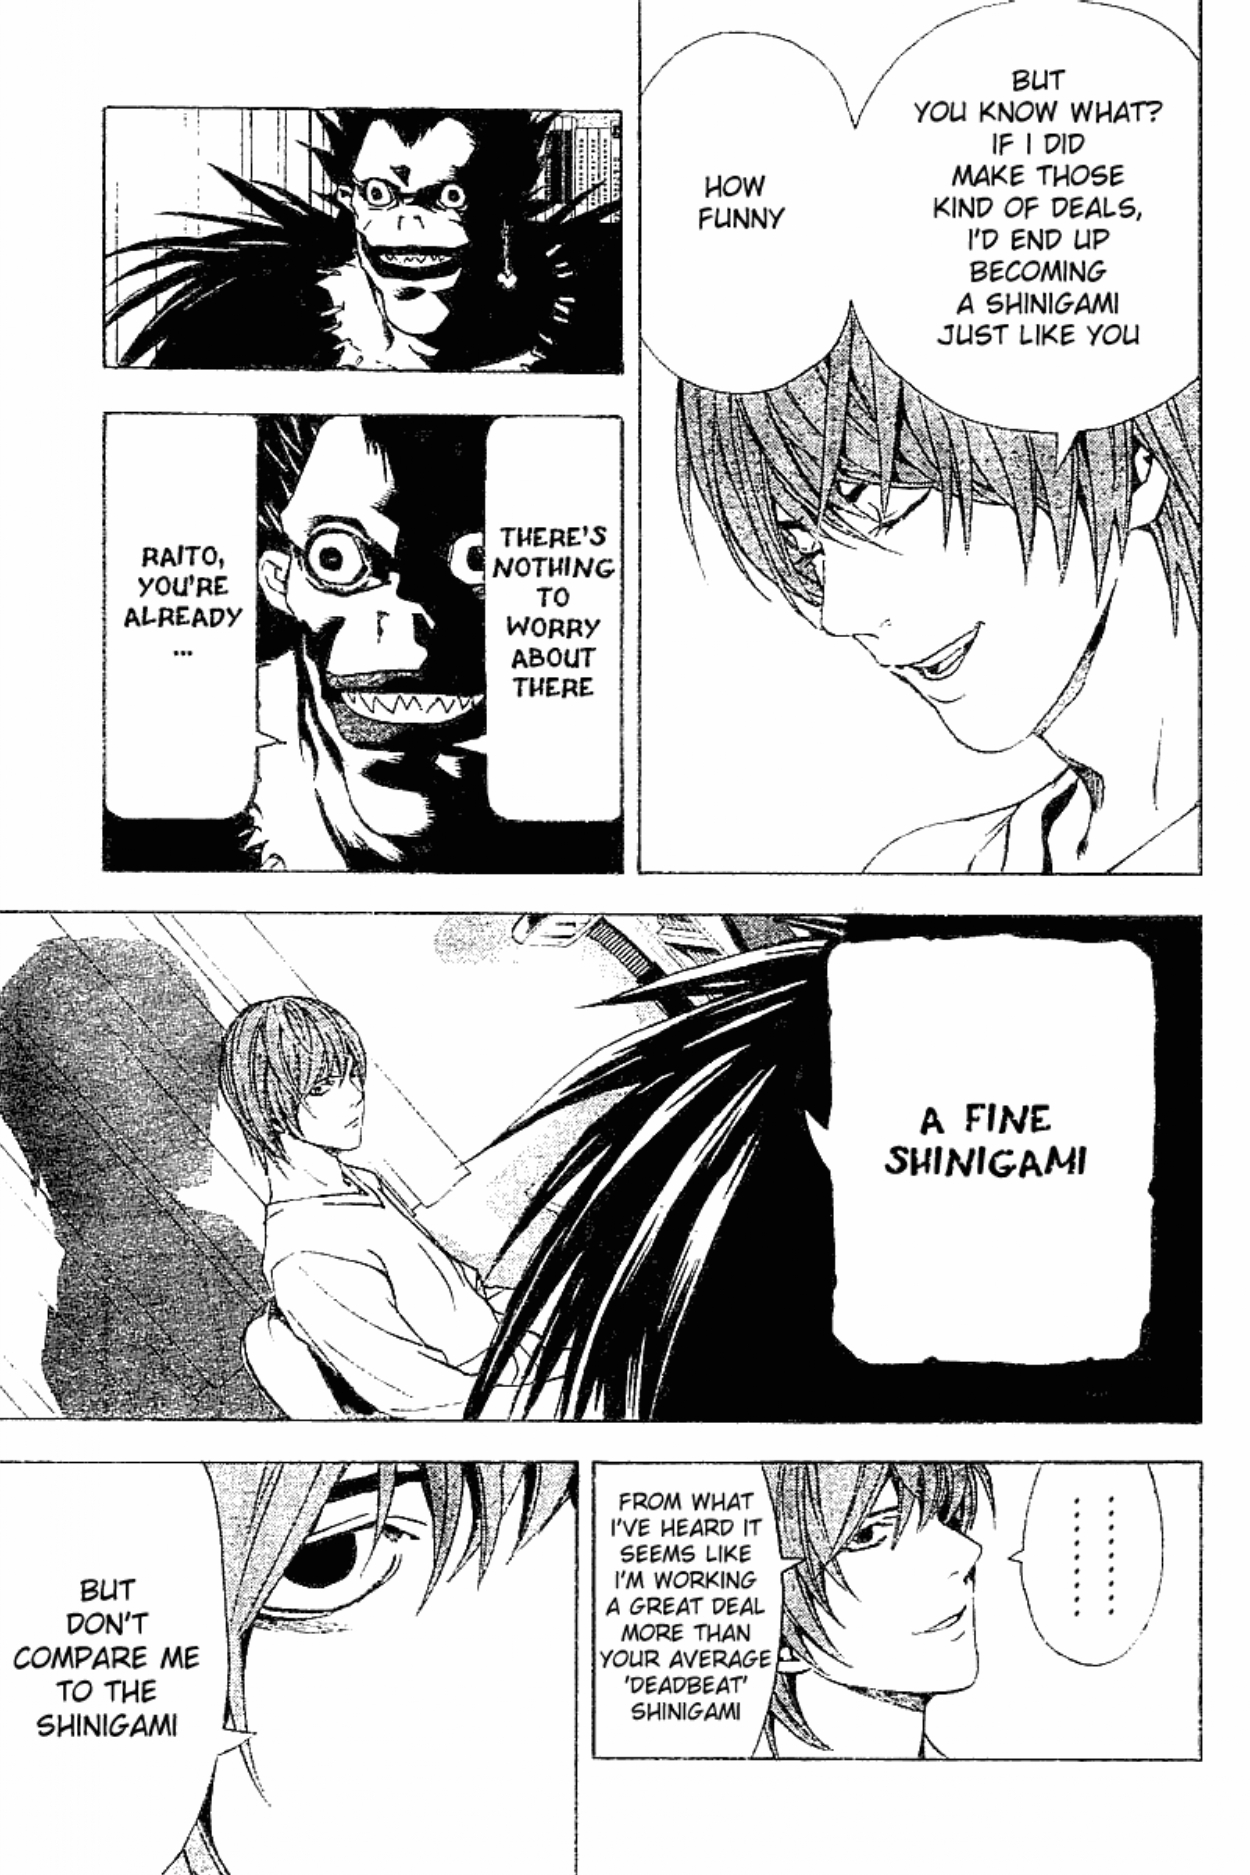 BUT
YOU KNOW WHAT?
IF I DID
MAKE THOSE
KIND OF DEALS,
I'D END UP
BECOMING
A SHINIGAMI
JUST LIKE YOU
HOW
FUNNY
THERE'S
NOTHING
TO
WORRY
ABOUT
THERE
RAITO,
YOU'RE
ALREADY
...
A FINE
SHINIGAMI
.........
.........
FROM WHAT
I'VE HEARD IT
SEEMS LIKE
I'M WORKING
A GREAT DEAL
MORE THAN
YOUR AVERAGE
'DEADBEAT'
SHINIGAMI
BUT
DON'T
COMPARE ME
TO THE
SHINIGAMI